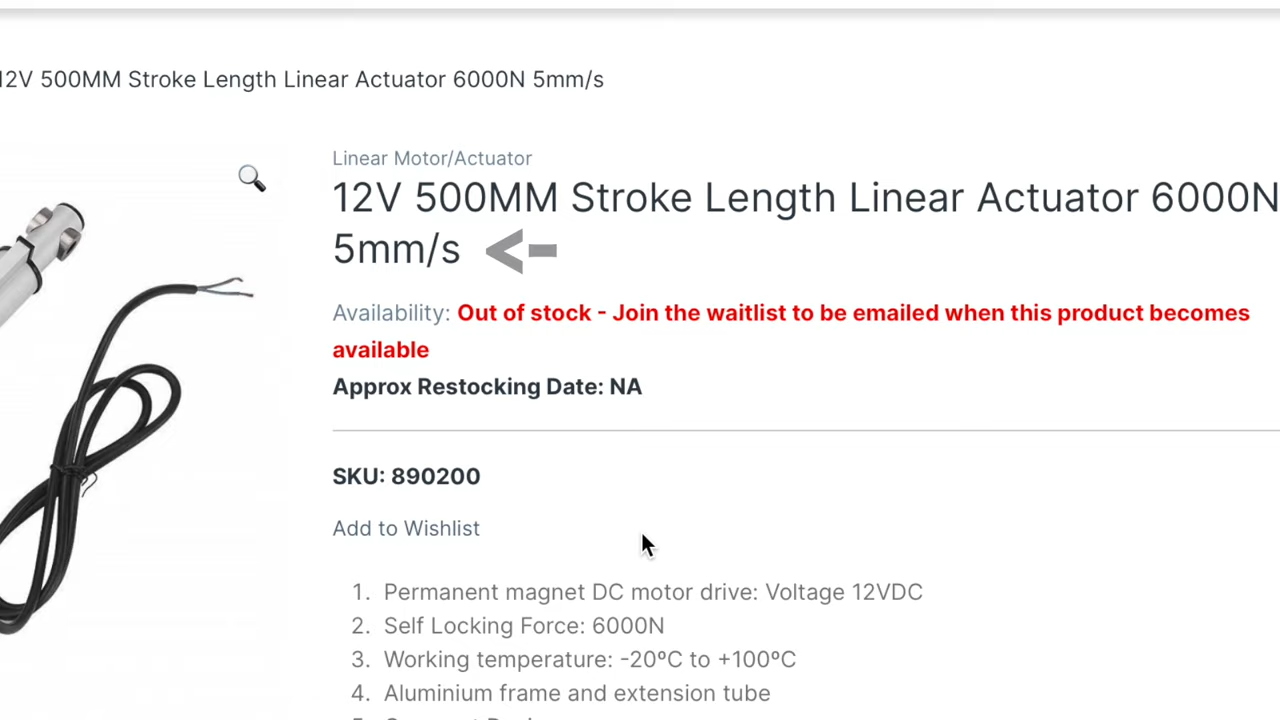 12V 500MM Stroke Length Linear Actuator 6000N 5mm/s
Linear Motor/Actuator
12V 500MM Stroke Length Linear Actuator 6000N
5mm/s
Availability: Out of stock - Join the waitlist to be emailed when this product becomes
available
Approx Restocking Date: NA
SKU: 890200
Add to Wishlist
1. Permanent magnet DC motor drive: Voltage 12VDC
2. Self Locking Force: 6000N
3. Working temperature: -20ºC to +100ºC
4. Aluminium frame and extension tube